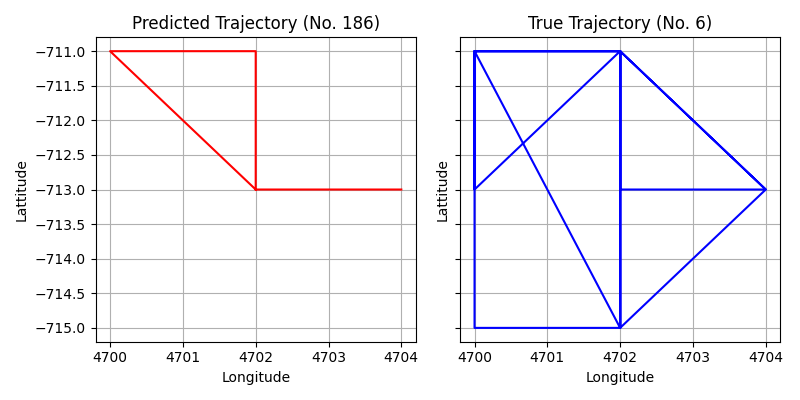 Predicted Trajectory (No. 186)
True Trajectory (No. 6)
−711.0
−711.5
−712.0
−712.5
−713.0
−713.5
−714.0
−714.5
−715.0
Lattitude
Lattitude
4700 4701 4702 4703 4704
4700 4701 4702 4703 4704
Longitude
Longitude